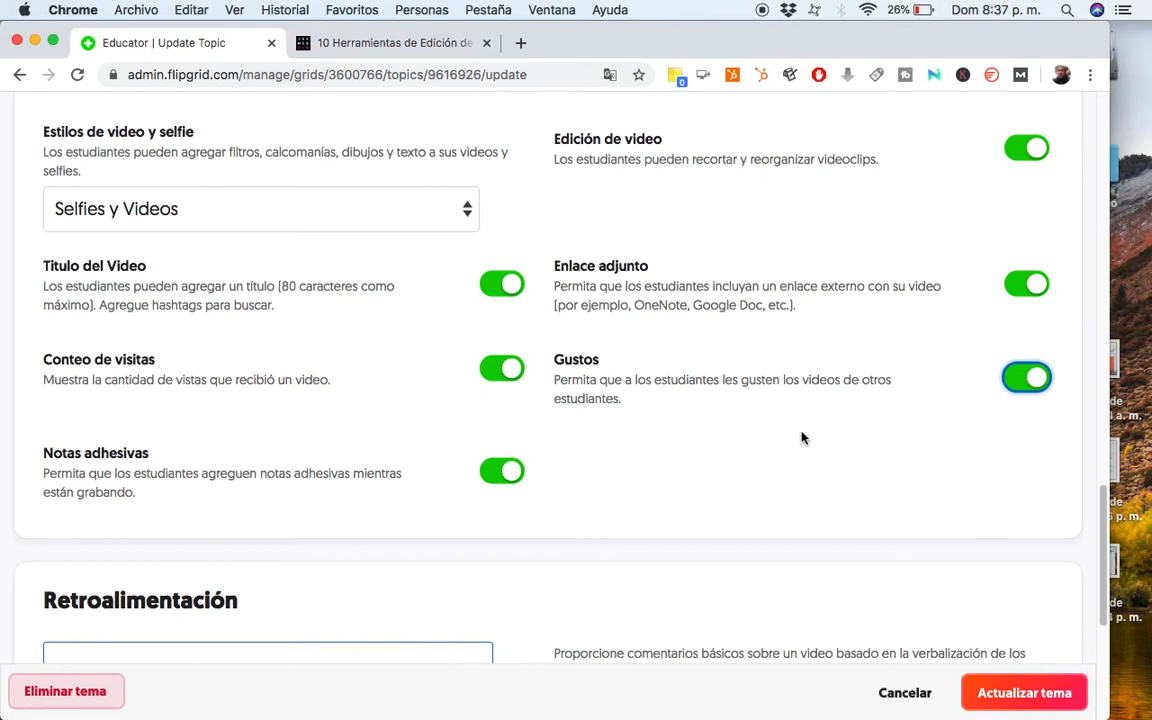 Chrome Archivo Editar Ver Historial Favoritos Personas Pestaña Ventana Ayuda 26% Dom 8:37 p. m.
Educator | Update Topic 10 Herramientas de Edición de
admin.flipgrid.com/manage/grids/3600766/topics/9616926/update
Estilos de video y selfie
Los estudiantes pueden agregar filtros, calcomanías, dibujos y texto a sus videos y
selfies.
Selfies y Videos
Edición de video
Los estudiantes pueden recortar y reorganizar videoclips.
Titulo del Video
Los estudiantes pueden agregar un título (80 caracteres como
máximo). Agregue hashtags para buscar.
Enlace adjunto
Permita que los estudiantes incluyan un enlace externo con su video
(por ejemplo, OneNote, Google Doc, etc.).
Conteo de visitas
Muestra la cantidad de vistas que recibió un video.
Gustos
Permita que a los estudiantes les gusten los videos de otros
estudiantes.
Notas adhesivas
Permita que los estudiantes agreguen notas adhesivas mientras
están grabando.
Retroalimentación
Proporcione comentarios básicos sobre un video basado en la verbalización de los
Eliminar tema
Cancelar
Actualizar tema